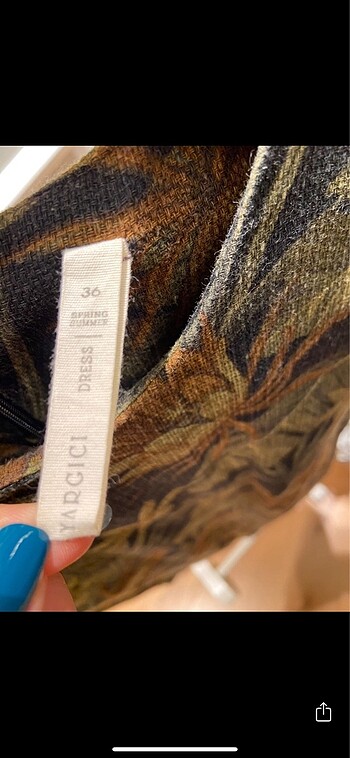 36
SPRING
SUMMER
DRESS
YARGICI